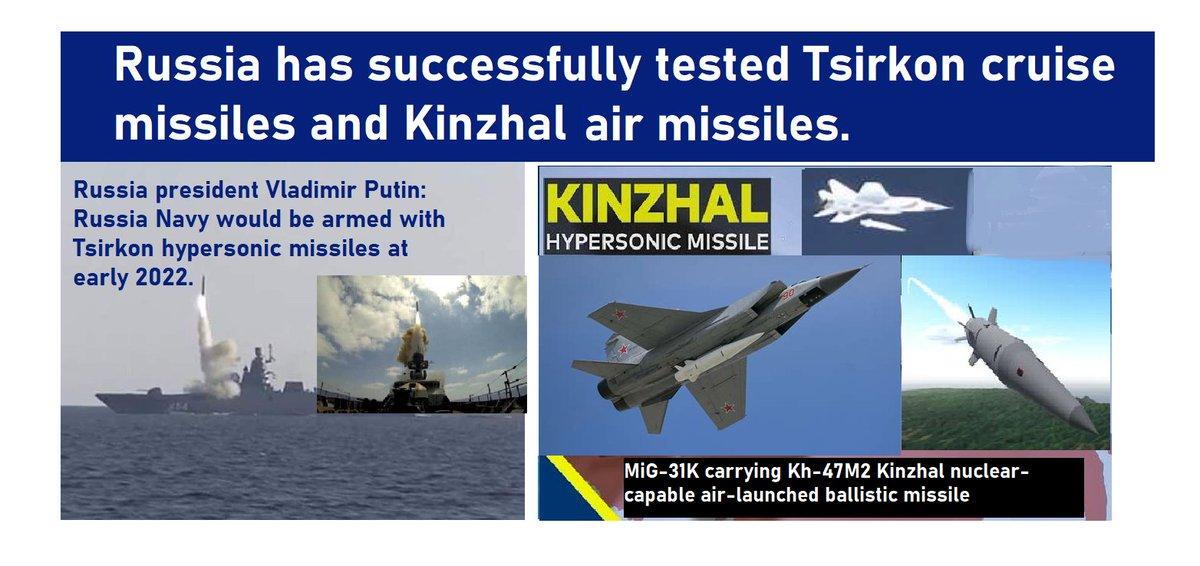 Russia has successfully tested Tsirkon cruise
missiles and Kinzhal air missiles.
Russia president Vladimir Putin:
Russia Navy would be armed with
Tsirkon hypersonic missiles at
early 2022.
KINZHAL
HYPERSONIC MISSILE
90
454
MiG-31K carrying Kh-47M2 Kinzhal nuclear-
capable air-launched ballistic missile